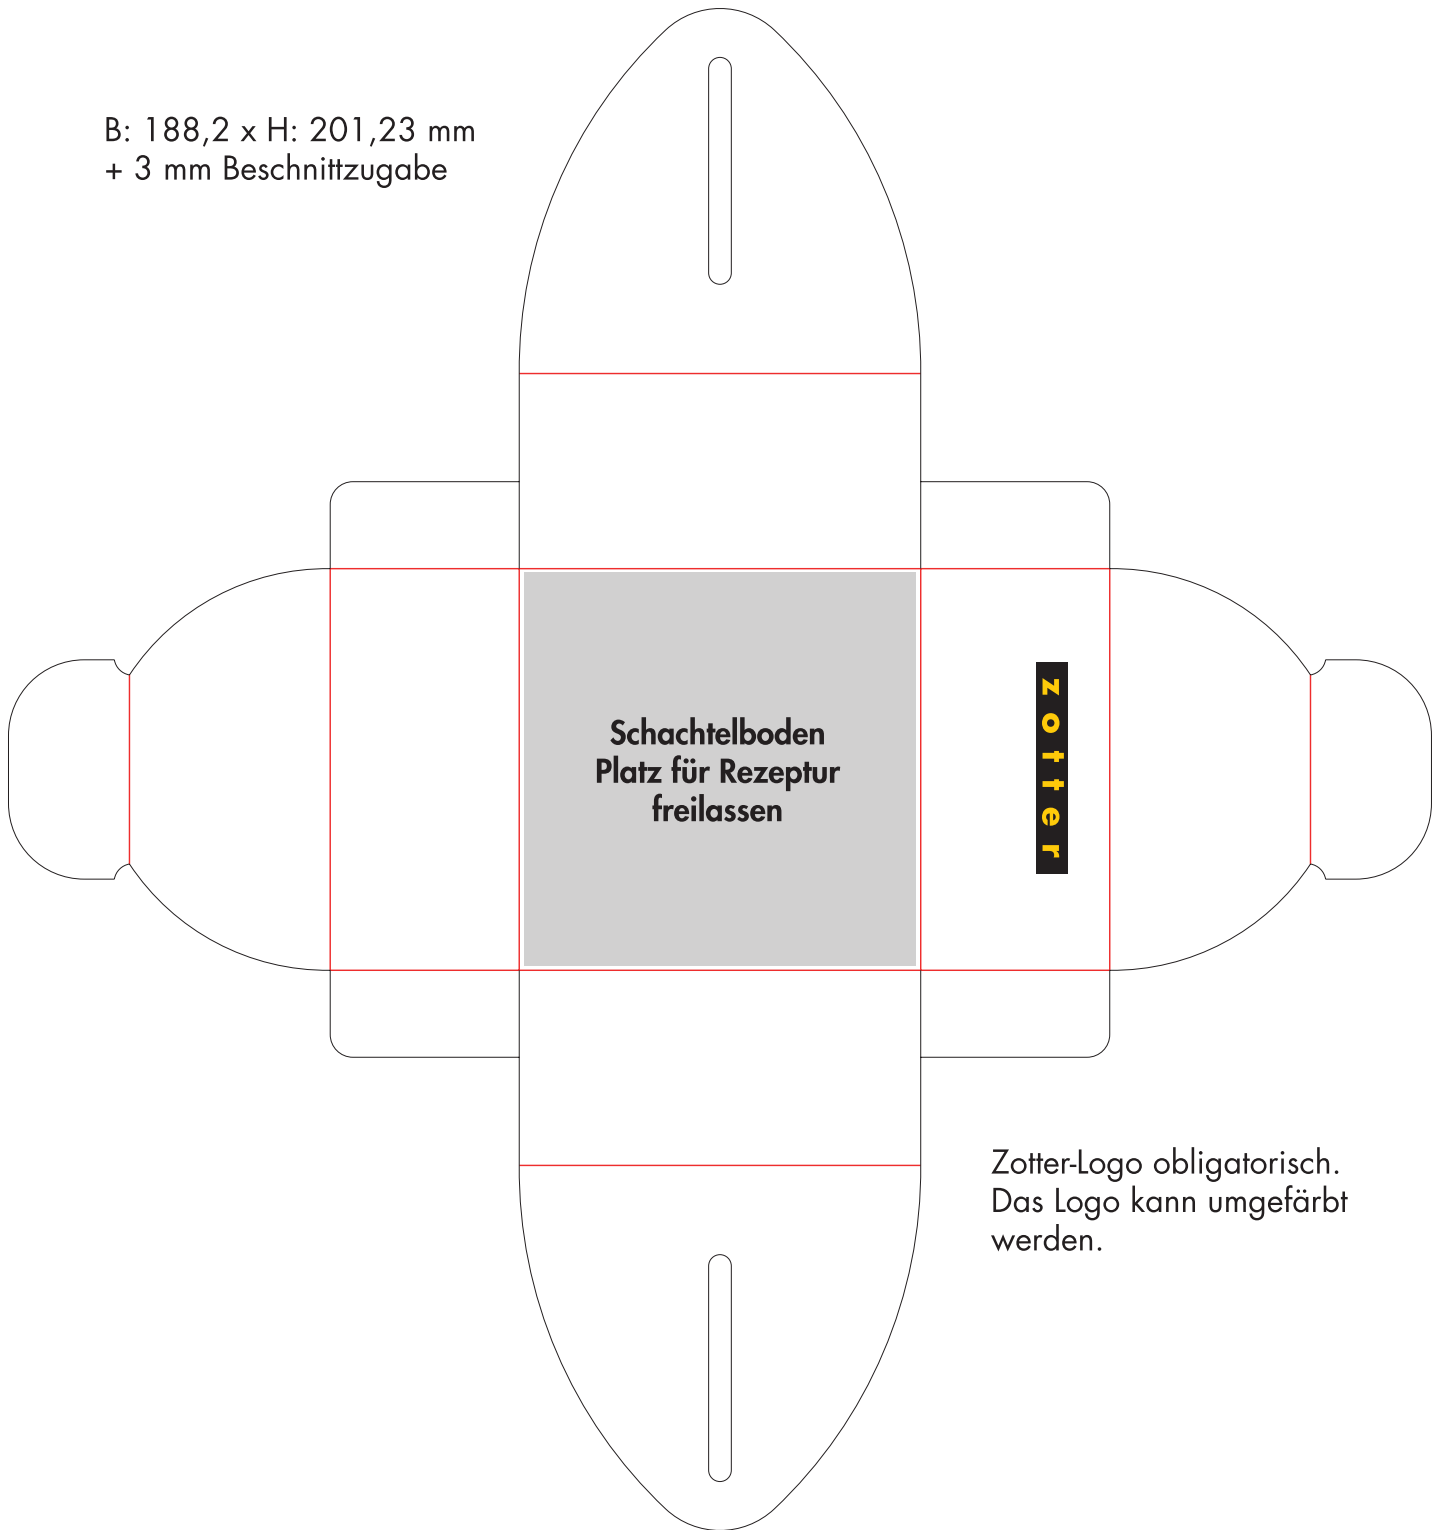 B: 188,2 x H: 201,23 mm
+ 3 mm Beschnittzugabe
Schachtelboden
Platz für Rezeptur
freilassen
zotter
Zotter-Logo obligatorisch.
Das Logo kann umgefärbt
werden.